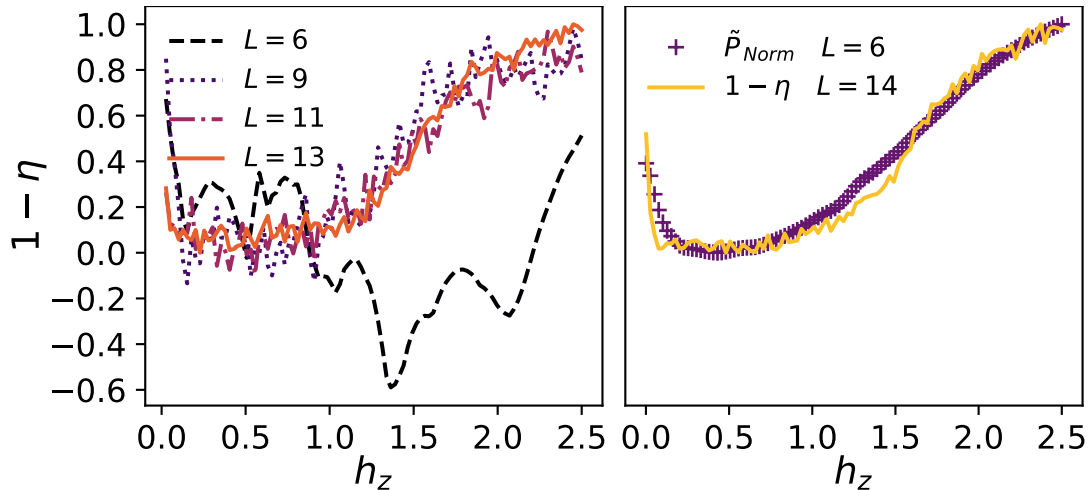 1 − η
1.0
0.8
0.6
0.4
0.2
0.0
−0.2
−0.4
−0.6
L = 6
L = 9
L = 11
L = 13
0.0 0.5 1.0 1.5 2.0 2.5
h_z
P̃_Norm L = 6
1 − η L = 14
0.0 0.5 1.0 1.5 2.0 2.5
h_z